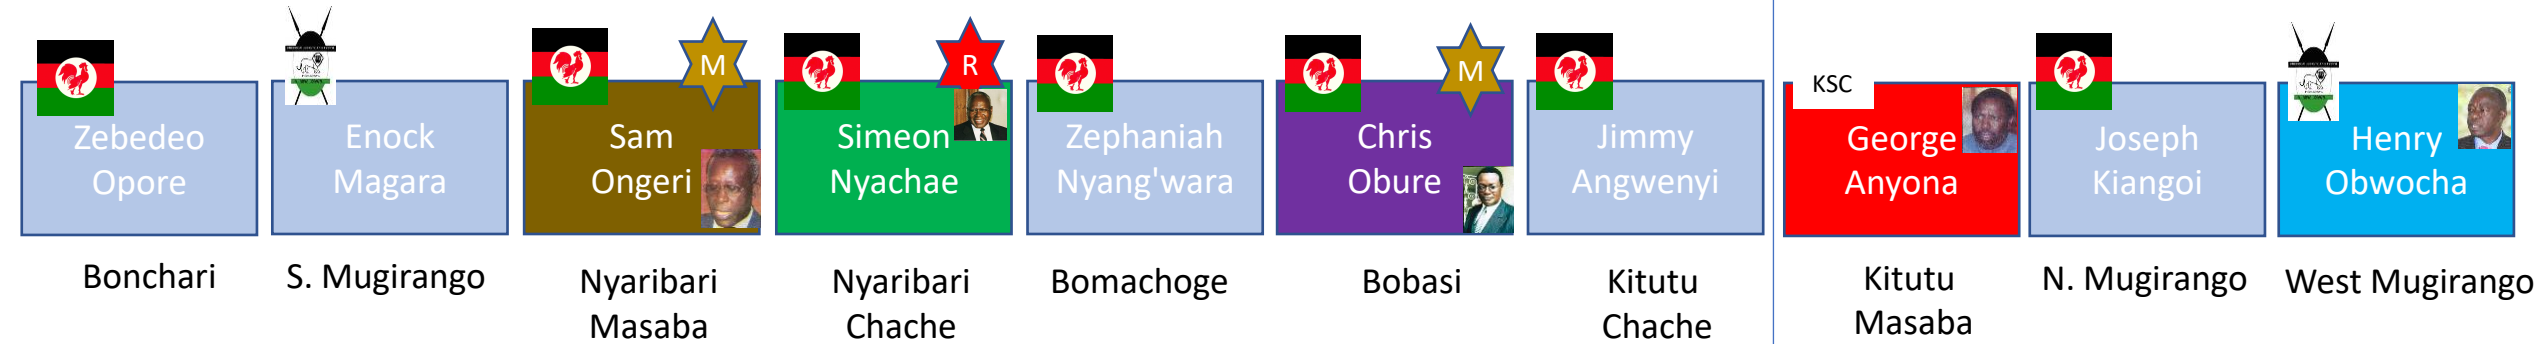 M
R
M
KSC
Zebedeo
Opore
Enock
Magara
Sam
Ongeri
Simeon
Nyachae
Zephaniah
Nyang'wara
Chris
Obure
Jimmy
Angwenyi
George
Anyona
Joseph
Kiangoi
Henry
Obwocha
Bonchari
S. Mugirango
Nyaribari
Masaba
Nyaribari
Chache
Bomachoge
Bobasi
Kitutu
Chache
Kitutu
Masaba
N. Mugirango
West Mugirango